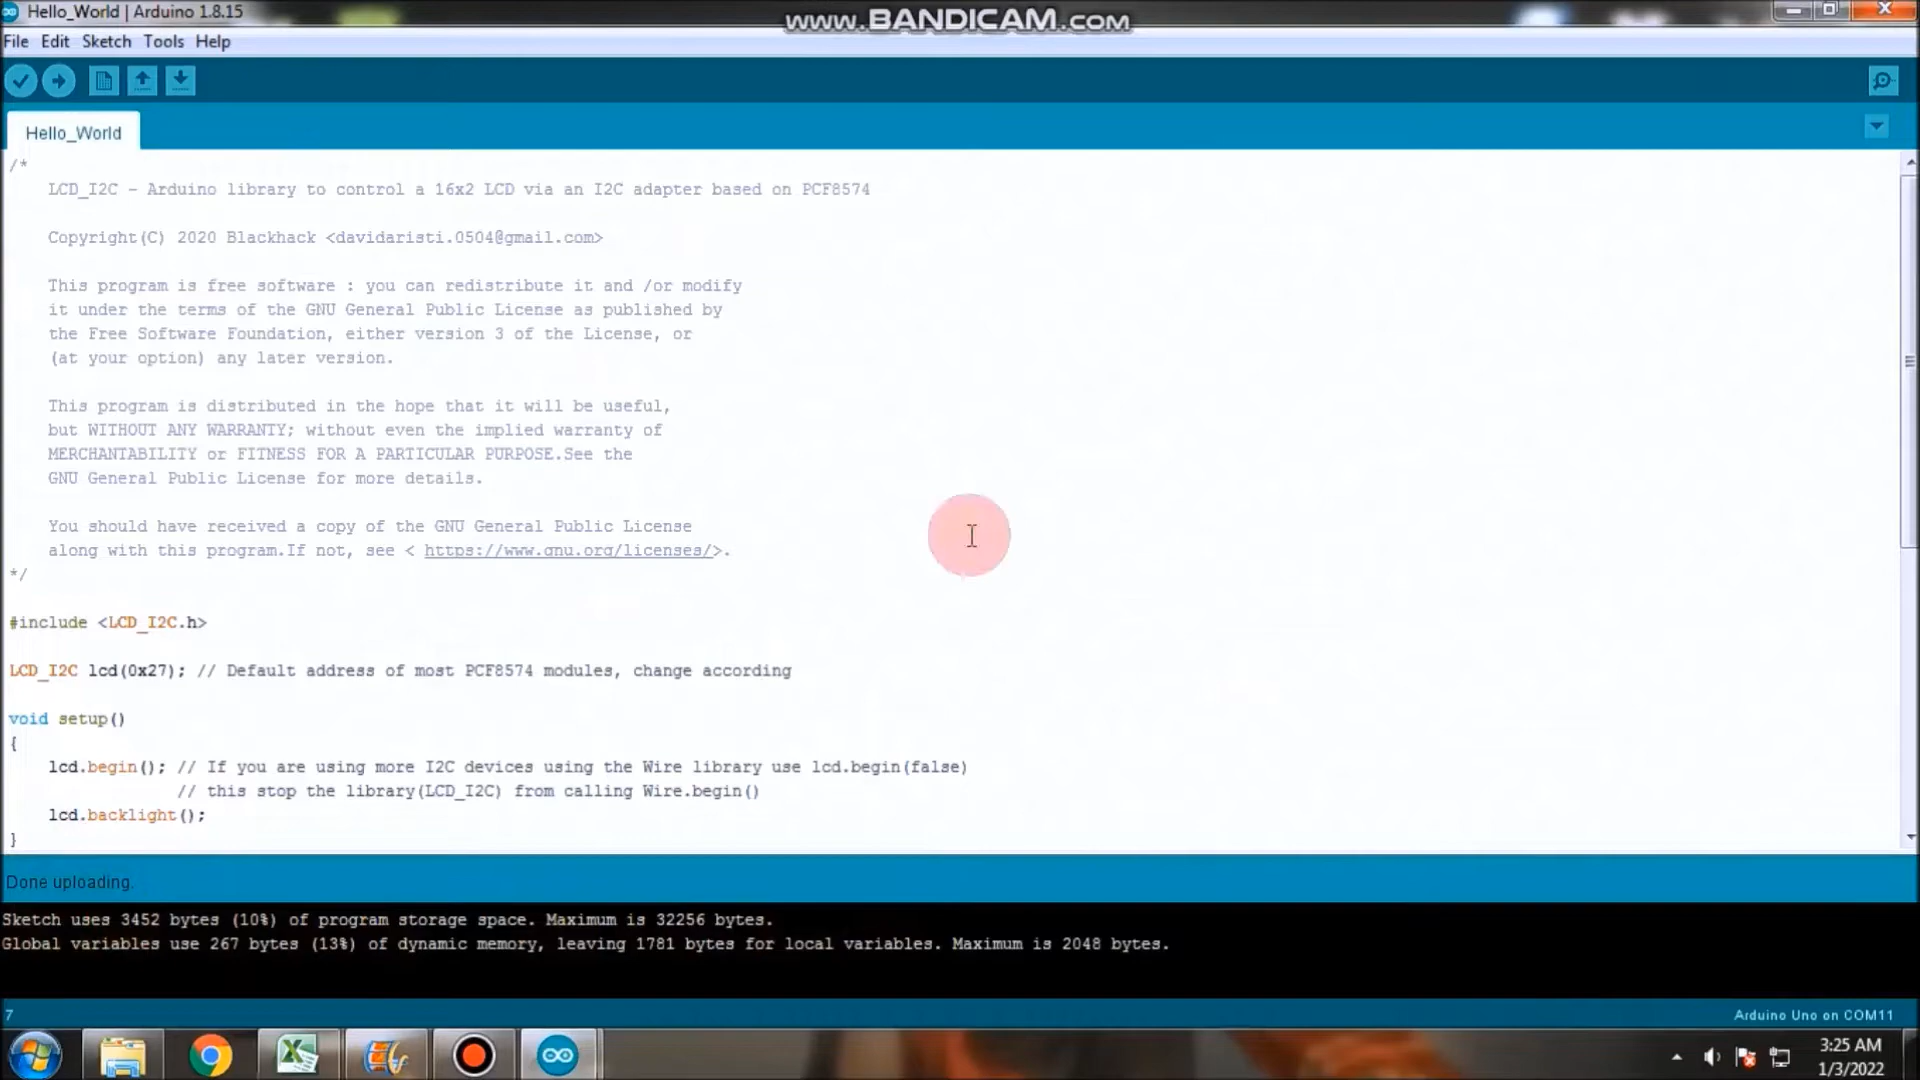 Hello_World | Arduino 1.8.15
www.BANDICAM.com
File Edit Sketch Tools Help
Hello_World
/*
LCD_I2C - Arduino library to control a 16x2 LCD via an I2C adapter based on PCF8574
Copyright(C) 2020 Blackhack <davidaristi.0504@gmail.com>
This program is free software : you can redistribute it and /or modify
it under the terms of the GNU General Public License as published by
the Free Software Foundation, either version 3 of the License, or
(at your option) any later version.
This program is distributed in the hope that it will be useful,
but WITHOUT ANY WARRANTY; without even the implied warranty of
MERCHANTABILITY or FITNESS FOR A PARTICULAR PURPOSE.See the
GNU General Public License for more details.
You should have received a copy of the GNU General Public License
along with this program.If not, see < https://www.gnu.org/licenses/>.
*/
#include <LCD_I2C.h>
LCD_I2C lcd(0x27); // Default address of most PCF8574 modules, change according
void setup()
{
lcd.begin(); // If you are using more I2C devices using the Wire library use lcd.begin(false)
// this stop the library(LCD_I2C) from calling Wire.begin()
lcd.backlight();
}
Done uploading.
Sketch uses 3452 bytes (10%) of program storage space. Maximum is 32256 bytes.
Global variables use 267 bytes (13%) of dynamic memory, leaving 1781 bytes for local variables. Maximum is 2048 bytes.
7
Arduino Uno on COM11
3:25 AM
1/3/2022